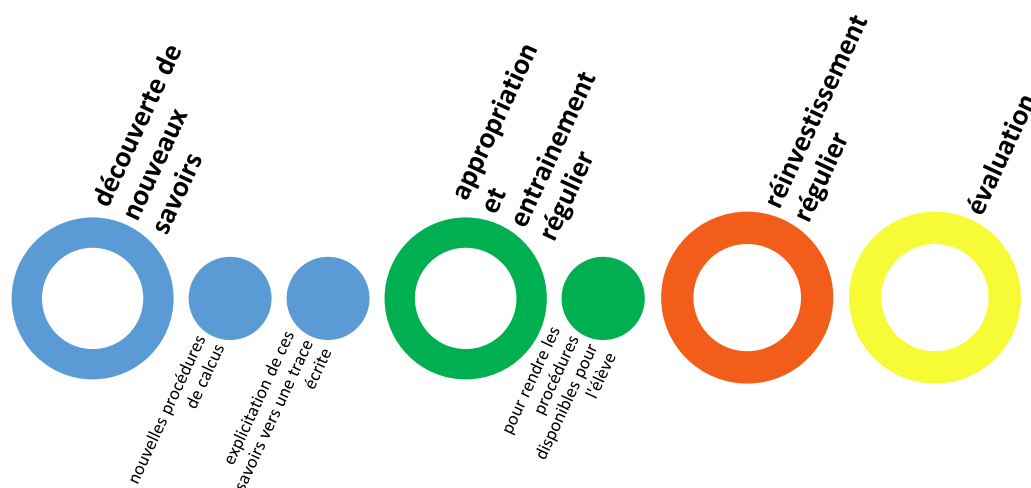 découverte de
nouveaux
savoirs
nouvelles procédures
de calcus
explicitation de ces
savoirs vers une trace
écrite
appropriation
et
entrainement
régulier
pour rendre les
procédures
disponibles pour
l'élève
réinvestissement
régulier
évaluation